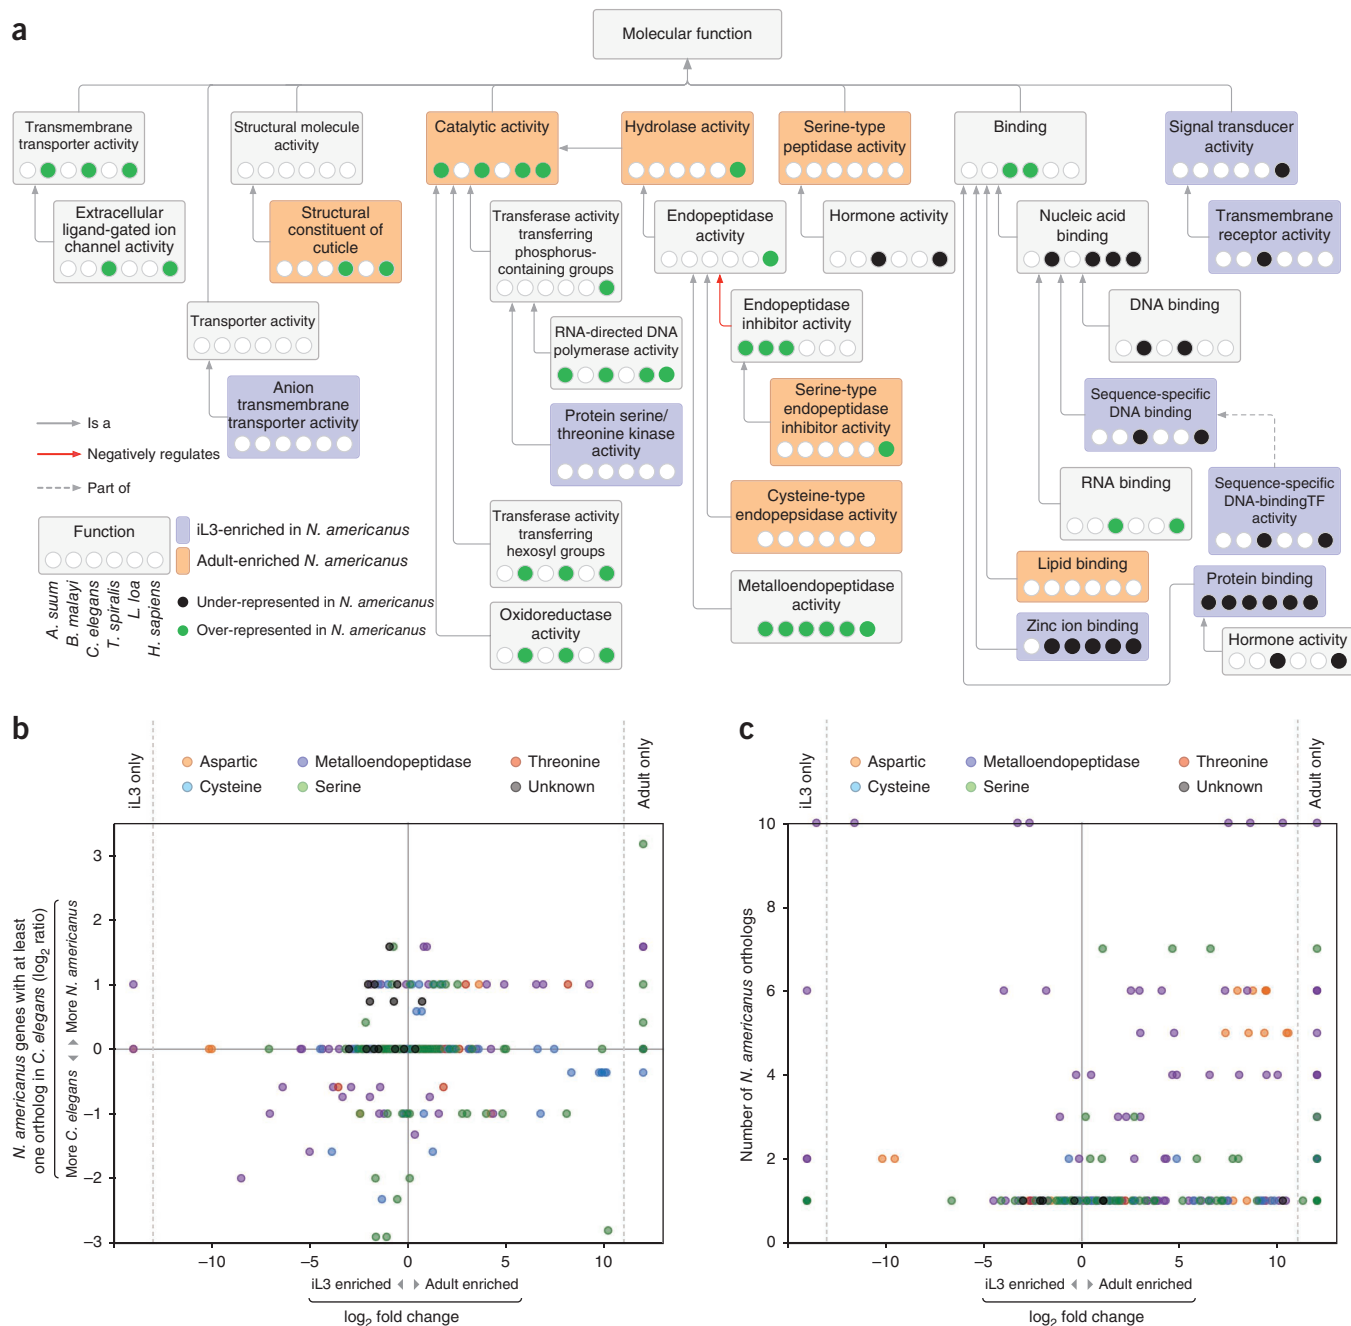 a
Molecular function
Transmembrane
transporter activity
Structural molecule
activity
Catalytic activity
Hydrolase activity
Serine-type
peptidase activity
Binding
Signal transducer
activity
Extracellular
ligand-gated ion
channel activity
Structural
constituent of
cuticle
Transferase activity
transferring
phosphorus-
containing groups
Endopeptidase
activity
Hormone activity
Nucleic acid
binding
Transmembrane
receptor activity
Transporter activity
RNA-directed DNA
polymerase activity
Endopeptidase
inhibitor activity
DNA binding
Anion
transmembrane
transporter activity
Protein serine/
threonine kinase
activity
Serine-type
endopeptidase
inhibitor activity
Sequence-specific
DNA binding
Is a
Negatively regulates
Part of
RNA binding
Sequence-specific
DNA-bindingTF
activity
Transferase activity
transferring
hexosyl groups
Cysteine-type
endopepsidase activity
Function
iL3-enriched in N. americanus
Adult-enriched N. americanus
Under-represented in N. americanus
Over-represented in N. americanus
A. suum
B. malayi
C. elegans
T. spiralis
L. loa
H. sapiens
Oxidoreductase
activity
Metalloendopeptidase
activity
Lipid binding
Zinc ion binding
Protein binding
Hormone activity
b
iL3 only
Aspartic
Metalloendopeptidase
Threonine
Cysteine
Serine
Unknown
Adult only
N. americanus genes with at least
one ortholog in C. elegans (log2 ratio)
More C. elegans
More N. americanus
3
2
1
0
–1
–2
–3
–10
–5
0
5
10
iL3 enriched
Adult enriched
log2 fold change
c
iL3 only
Aspartic
Metalloendopeptidase
Threonine
Cysteine
Serine
Unknown
Adult only
Number of N. americanus orthologs
10
8
6
4
2
0
–10
–5
0
5
10
iL3 enriched
Adult enriched
log2 fold change